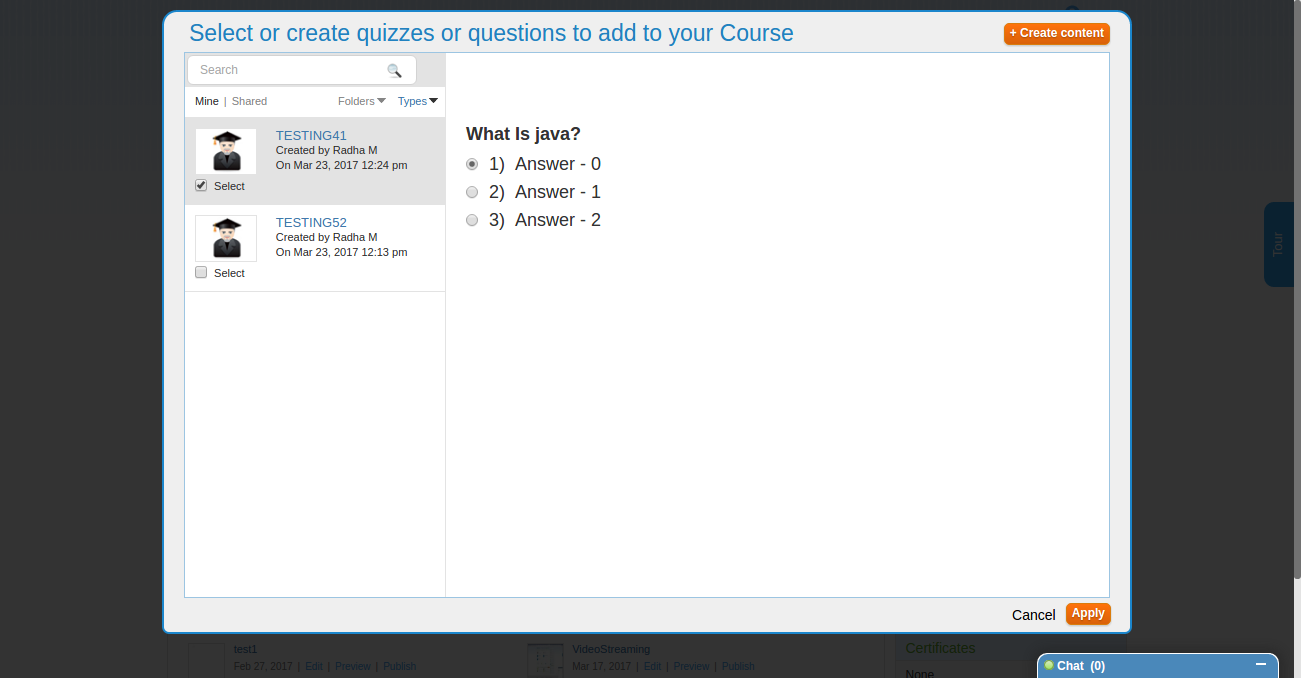 Select or create quizzes or questions to add to your Course
+ Create content
Search
Mine | Shared Folders Types
TESTING41
Created by Radha M
On Mar 23, 2017 12:24 pm
Select
TESTING52
Created by Radha M
On Mar 23, 2017 12:13 pm
Select
What Is java?
1) Answer - 0
2) Answer - 1
3) Answer - 2
Tour
Cancel Apply
test1
Feb 27, 2017 | Edit | Preview | Publish
VideoStreaming
Mar 17, 2017 | Edit | Preview | Publish
Certificates
None
Chat (0)